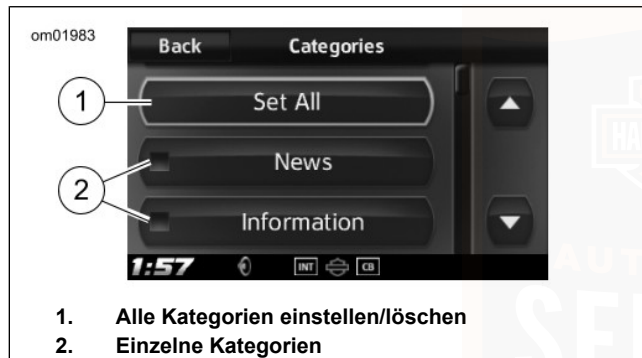 om01983
Back Categories
1 Set All
2 News
Information
1:57 INT CB
1. Alle Kategorien einstellen/löschen
2. Einzelne Kategorien